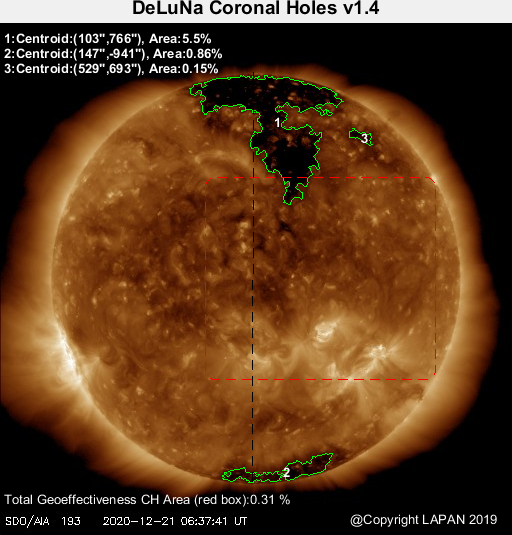 DeLuNa Coronal Holes v1.4
1:Centroid:(103",766"), Area:5.5%
2:Centroid:(147",-941"), Area:0.86%
3:Centroid:(529",693"), Area:0.15%
1
3
2
Total Geoeffectiveness CH Area (red box):0.31 %
SDO/AIA 193 2020-12-21 06:37:41 UT
@Copyright LAPAN 2019